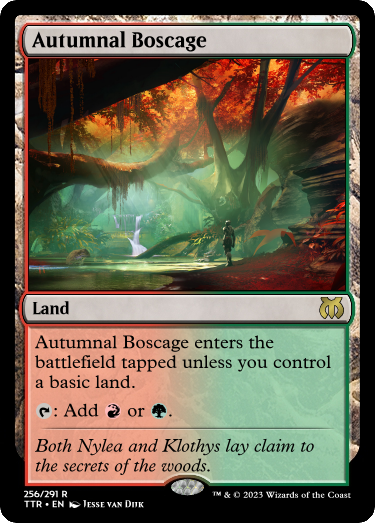 Autumnal Boscage
Land
Autumnal Boscage enters the
battlefield tapped unless you control
a basic land.
: Add or .
Both Nylea and Klothys lay claim to
the secrets of the woods.
256/291 R
TTR • EN Jesse van Dijk
™ & © 2023 Wizards of the Coast